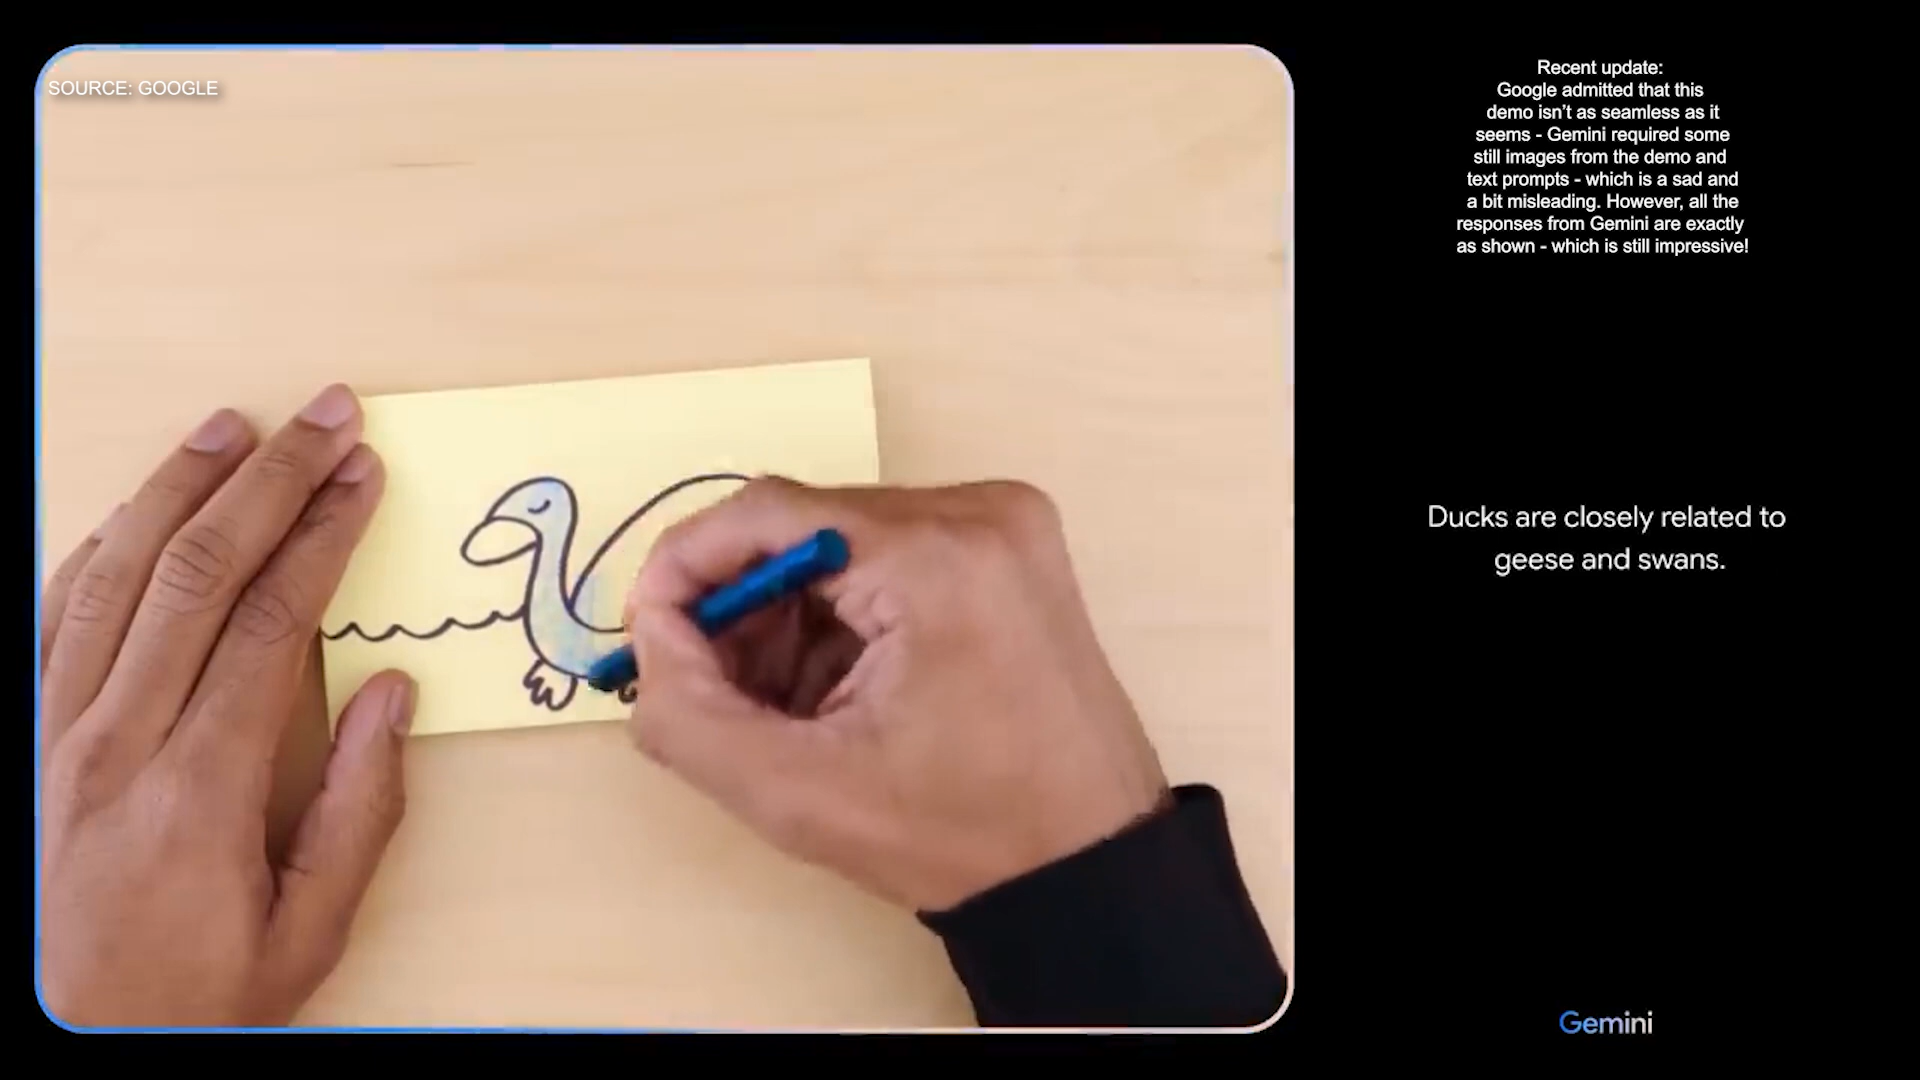 SOURCE: GOOGLE
Recent update:
Google admitted that this
demo isn't as seamless as it
seems - Gemini required some
still images from the demo and
text prompts - which is a sad and
a bit misleading. However, all the
responses from Gemini are exactly
as shown - which is still impressive!
Ducks are closely related to
geese and swans.
Gemini